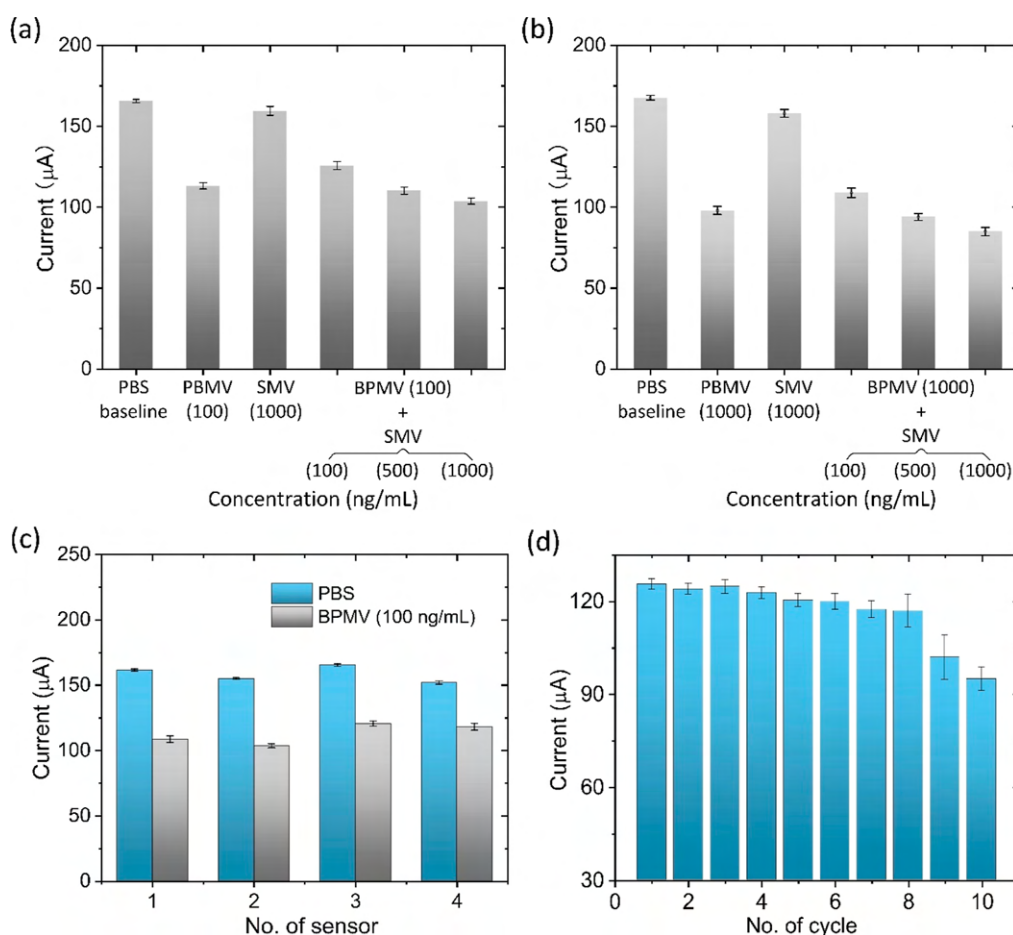 (a)
200
150
100
50
0
Current (μA)
PBS PBMV SMV BPMV (100)
baseline (100) (1000) +
SMV
(100) (500) (1000)
Concentration (ng/mL)
(b)
200
150
100
50
0
Current (μA)
PBS PBMV SMV BPMV (1000)
baseline (1000) (1000) +
SMV
(100) (500) (1000)
Concentration (ng/mL)
(c)
250
200
150
100
50
0
Current (μA)
PBS
BPMV (100 ng/mL)
1 2 3 4
No. of sensor
(d)
120
90
60
30
Current (μA)
0 2 4 6 8 10
No. of cycle